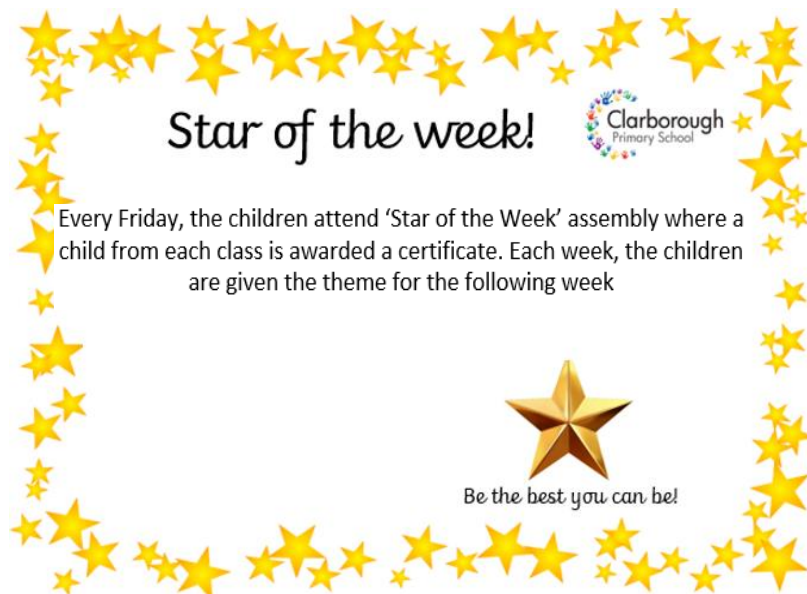 Star of the week!
Clarborough
Primary School
Every Friday, the children attend ‘Star of the Week’ assembly where a
child from each class is awarded a certificate. Each week, the children
are given the theme for the following week
Be the best you can be!